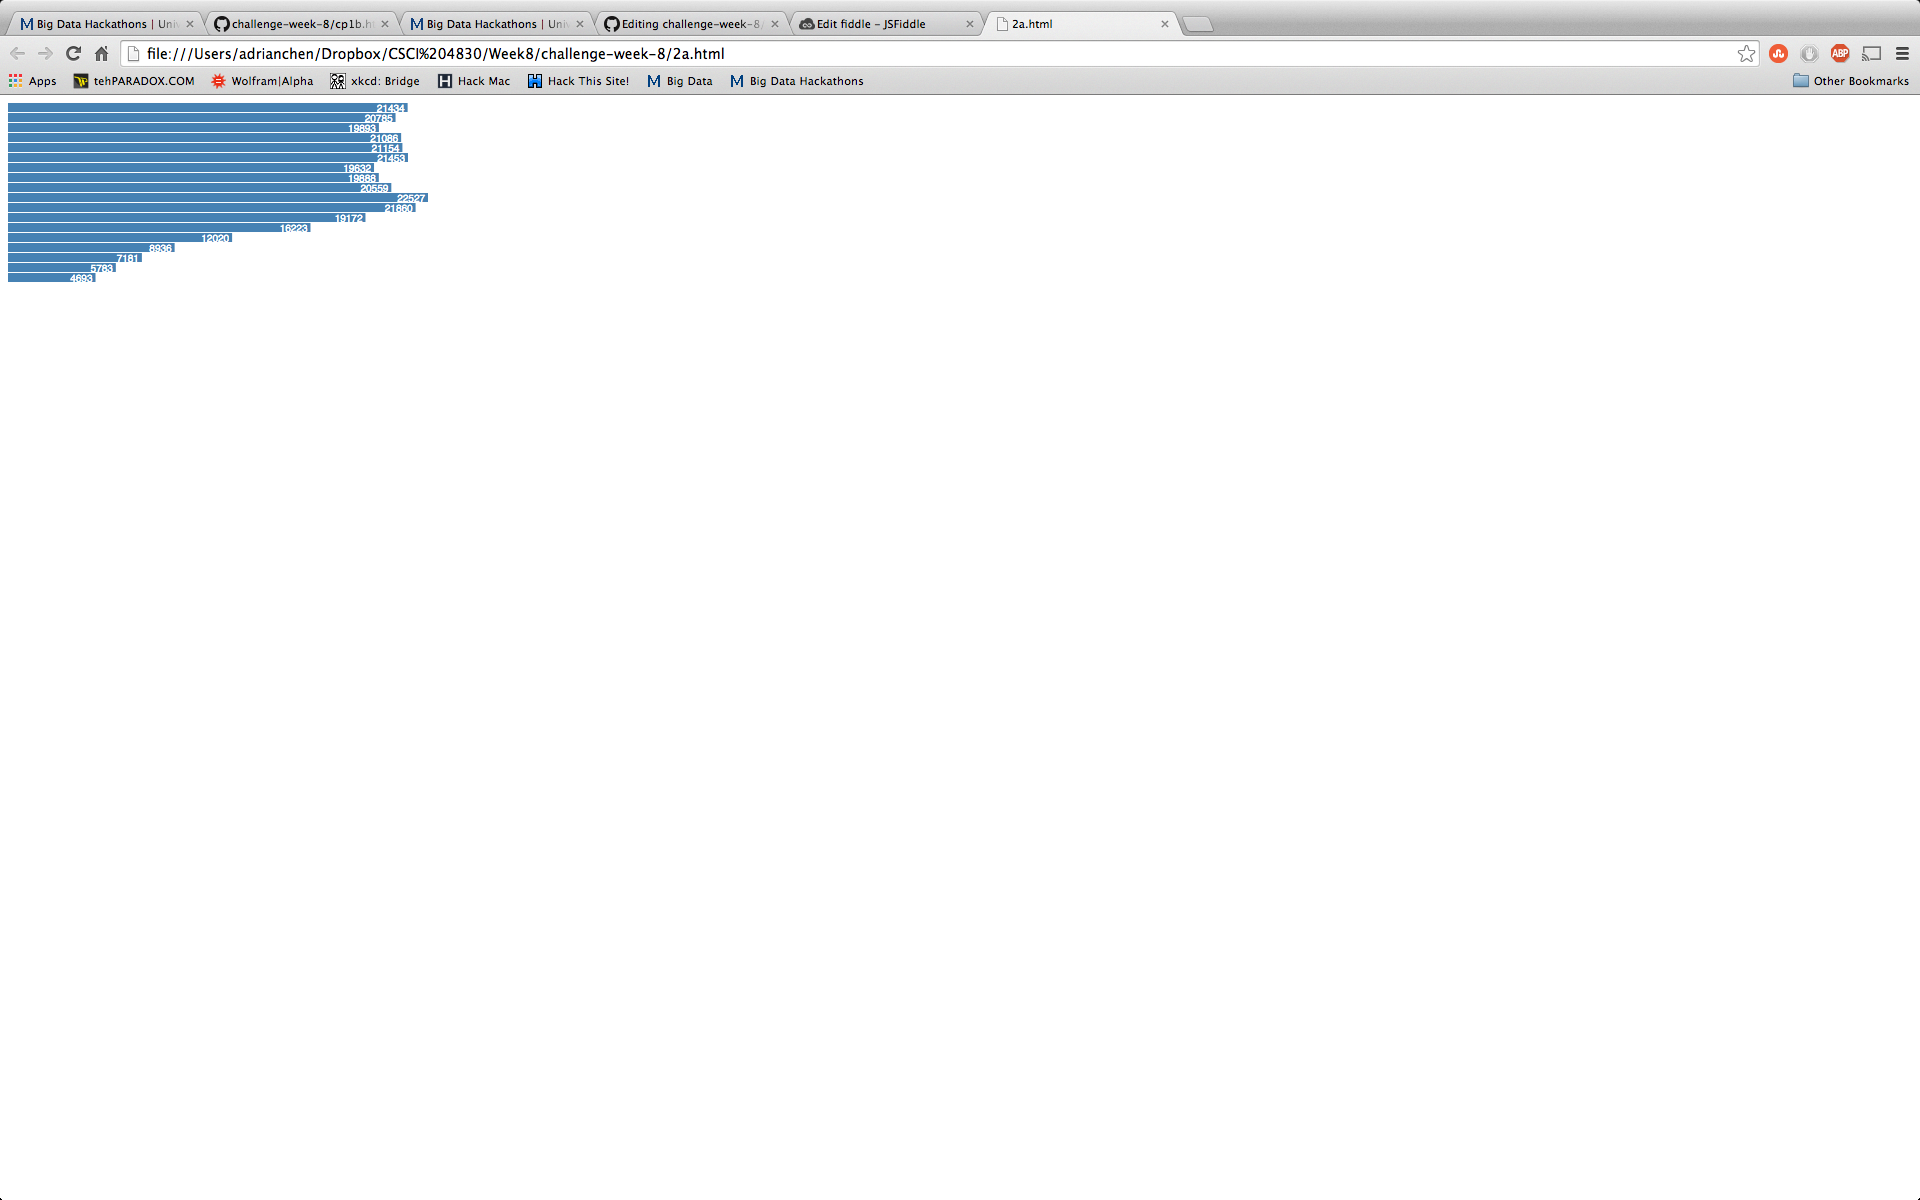 Big Data Hackathons | Univ
challenge-week-8/cp1b.h
Big Data Hackathons | Univ
Editing challenge-week-8/
Edit fiddle - JSFiddle
2a.html
file:///Users/adrianchen/Dropbox/CSCI%204830/Week8/challenge-week-8/2a.html
ABP
Apps
tehPARADOX.COM
Wolfram|Alpha
xkcd: Bridge
Hack Mac
Hack This Site!
Big Data
Big Data Hackathons
Other Bookmarks
21434
20785
19893
21086
21154
21453
19632
19888
20559
22527
21860
19172
16223
12020
8936
7181
5783
4693